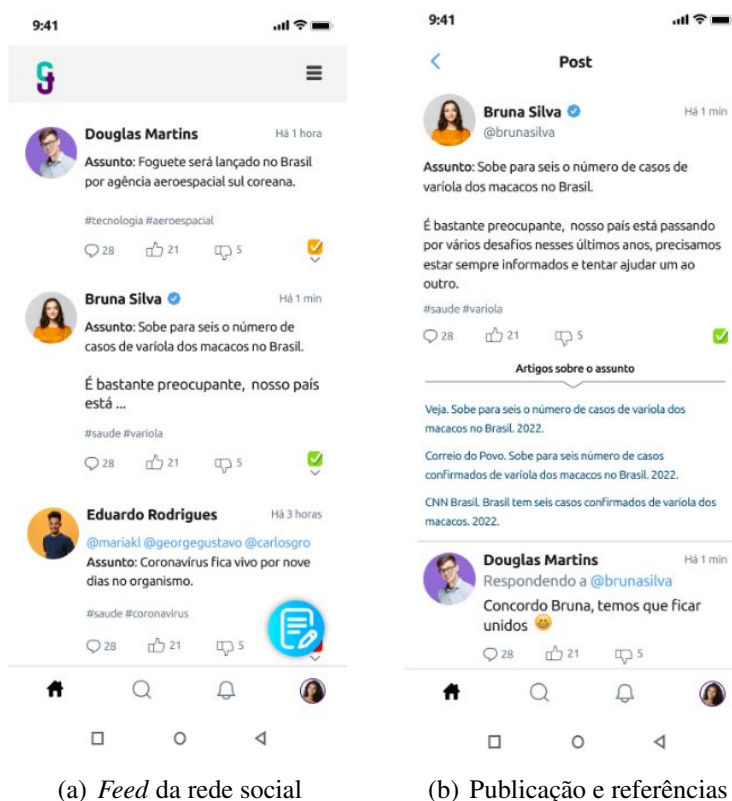 9:41
Douglas Martins
Há 1 hora
Assunto: Foguete será lançado no Brasil
por agência aeroespacial sul coreana.
#tecnologia #aeroespacial
28 21 5
Bruna Silva
Há 1 min
Assunto: Sobe para seis o número de
casos de varíola dos macacos no Brasil.
É bastante preocupante, nosso país
está ...
#saude #variola
28 21 5
Eduardo Rodrigues
Há 3 horas
@mariakl @georgegustavo @carlosgro
Assunto: Coronavírus fica vivo por nove
dias no organismo.
#saude #coronavirus
28 21 5
(a) Feed da rede social
9:41
Post
Bruna Silva
Há 1 min
@brunasilva
Assunto: Sobe para seis o número de casos de
varíola dos macacos no Brasil.
É bastante preocupante, nosso país está passando
por vários desafios nesses últimos anos, precisamos
estar sempre informados e tentar ajudar um ao
outro.
#saude #variola
28 21 5
Artigos sobre o assunto
Veja. Sobe para seis o número de casos de varíola dos
macacos no Brasil. 2022.
Correio do Povo. Sobe para seis número de casos
confirmados de varíola dos macacos no Brasil. 2022.
CNN Brasil. Brasil tem seis casos confirmados de varíola dos
macacos. 2022.
Douglas Martins
Há 1 min
Respondendo a @brunasilva
Concordo Bruna, temos que ficar
unidos 😄
28 21 5
(b) Publicação e referências